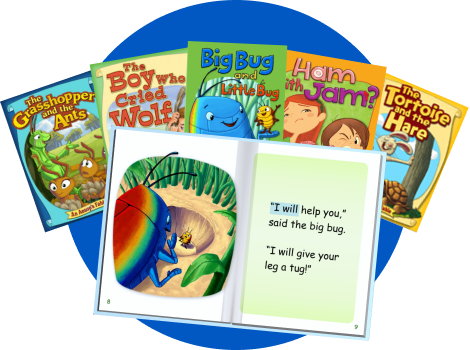 The
Grasshopper
and the
Ants
An Aesop's Fable
The
Boy Who
Cried
Wolf
Big Bug
and
Little Bug
Ham
with
Jam?
The
Tortoise
and the
Hare
"I will help you,"
said the big bug.
"I will give your
leg a tug!"
8
9